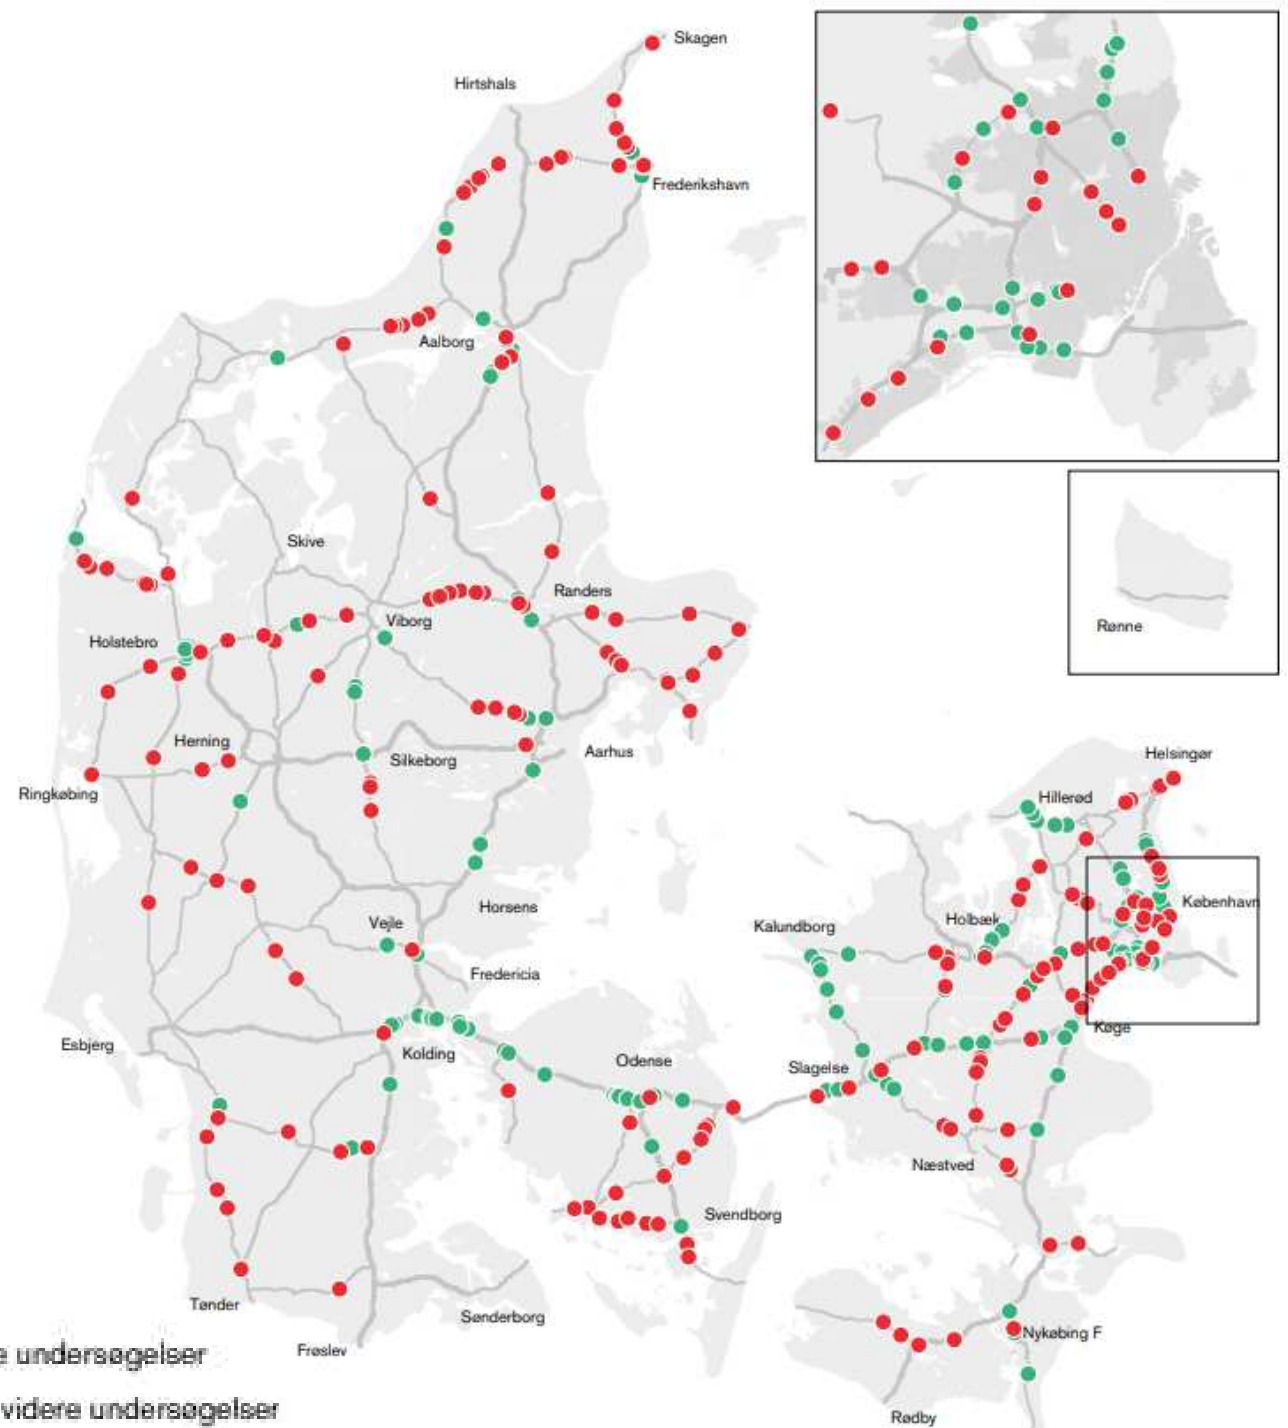 Skagen
Hirtshals
Frederikshavn
Aalborg
Skive
Randers
Rønne
Viborg
Holstebro
Herning
Aarhus
Silkeborg
Helsingør
Ringkøbing
Hillerød
Horsens
København
Vejle
Holbæk
Kalundborg
Fredericia
Køge
Esbjerg
Kolding
Odense
Slagelse
Næstved
Svendborg
Tønder
Sønderborg
Nykøbing F
Frøslev
undersøgelser
videre undersøgelser
Rødby